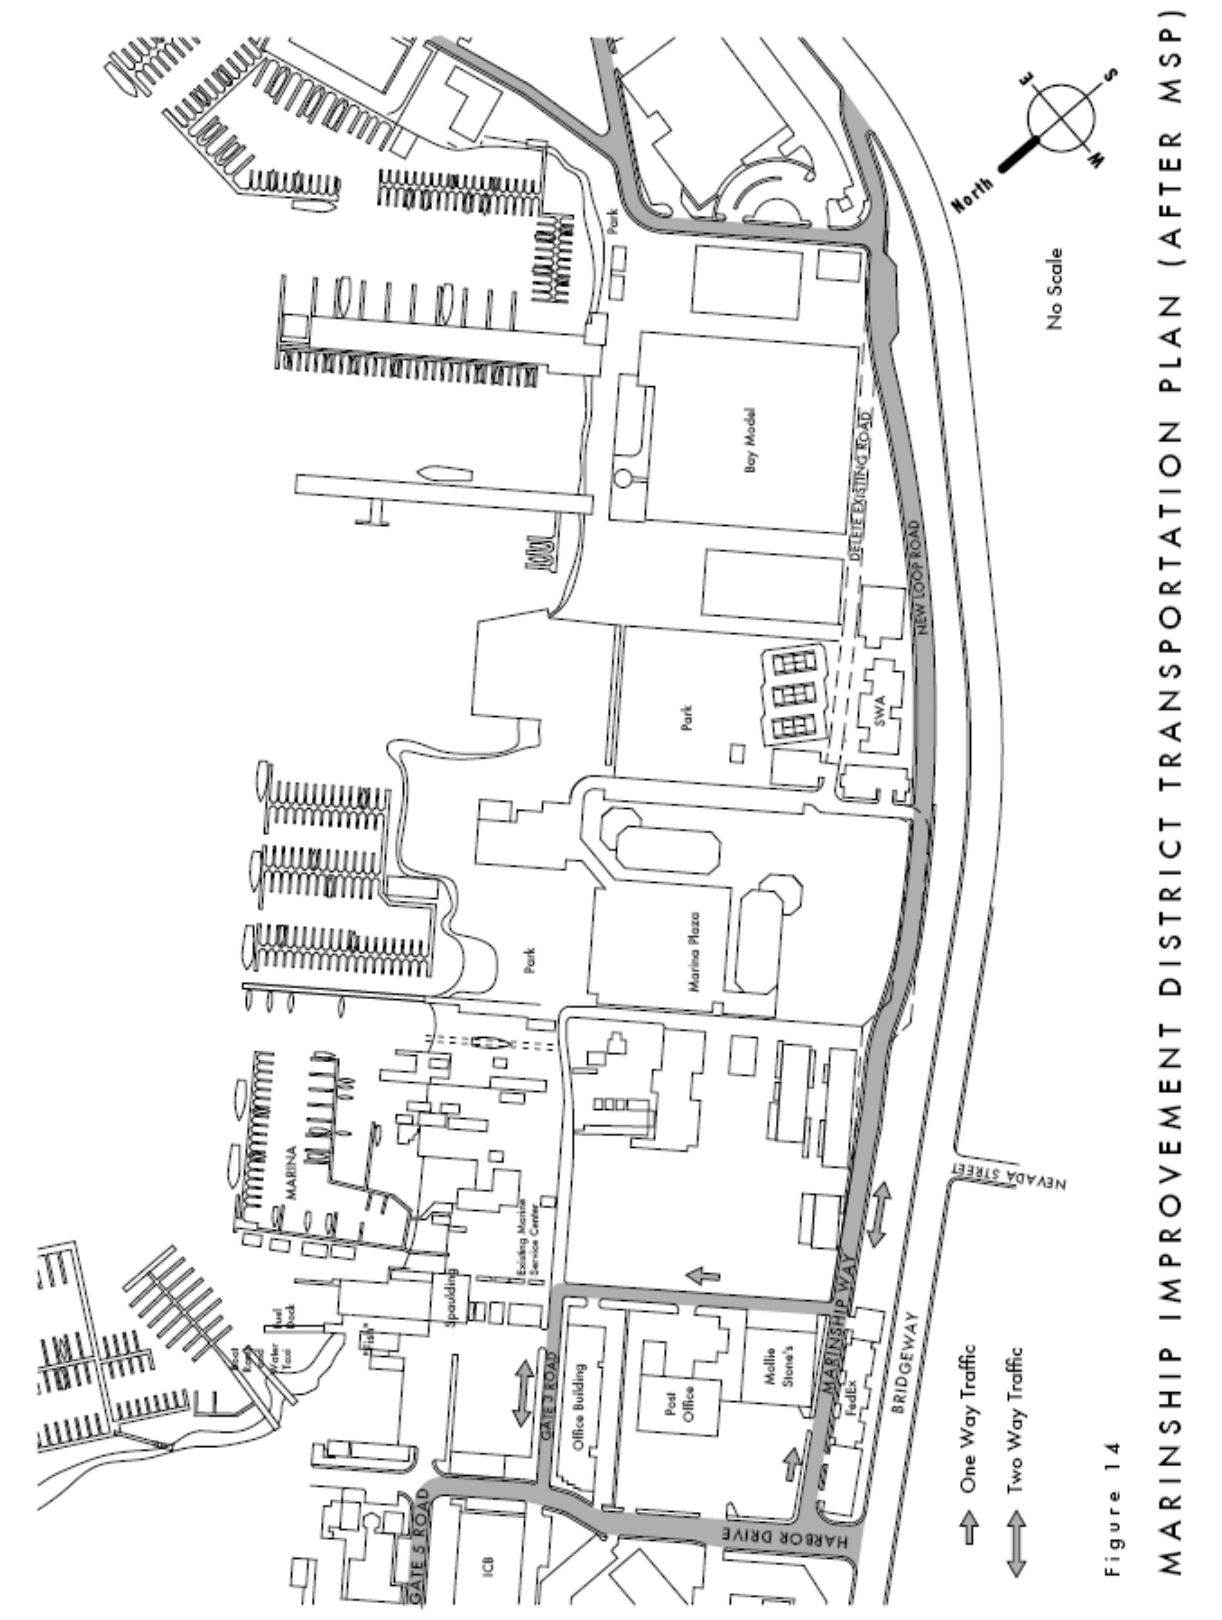 MARINSHIP IMPROVEMENT DISTRICT TRANSPORTATION PLAN (AFTER MSP)
Figure 14
One Way Traffic
Two Way Traffic
No Scale
North
E
S
W
Park
Bay Model
DELETE EXISTING ROAD
NEW LOOP ROAD
SWA
Park
Marina Plaza
Park
MARINA
Existing Marine
Service Center
Spaulding
"Fish"
Fuel
Dock
Boat
Ramp
and
Water
Taxi
NEVADA STREET
BRIDGEWAY
MARINSHIP WAY
FedEx
Mollie
Stone's
Post
Office
Office Building
GATE 3 ROAD
HARBOR DRIVE
GATE 5 ROAD
ICB